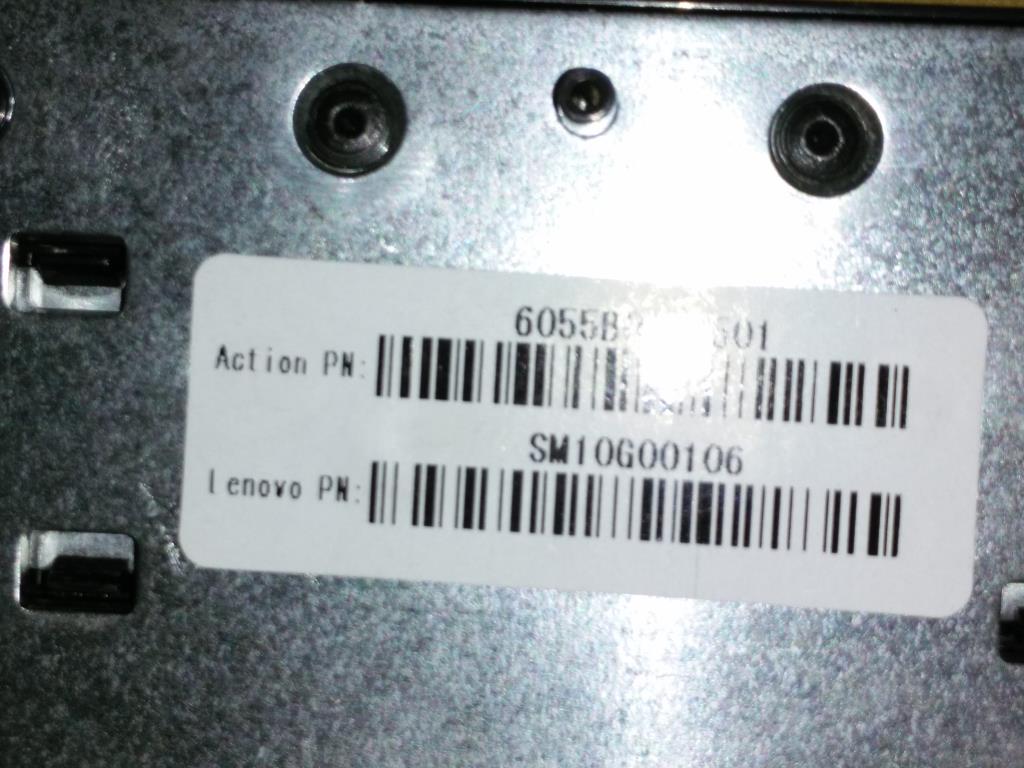 Action PN:
SM10G00106
Lenovo PN: